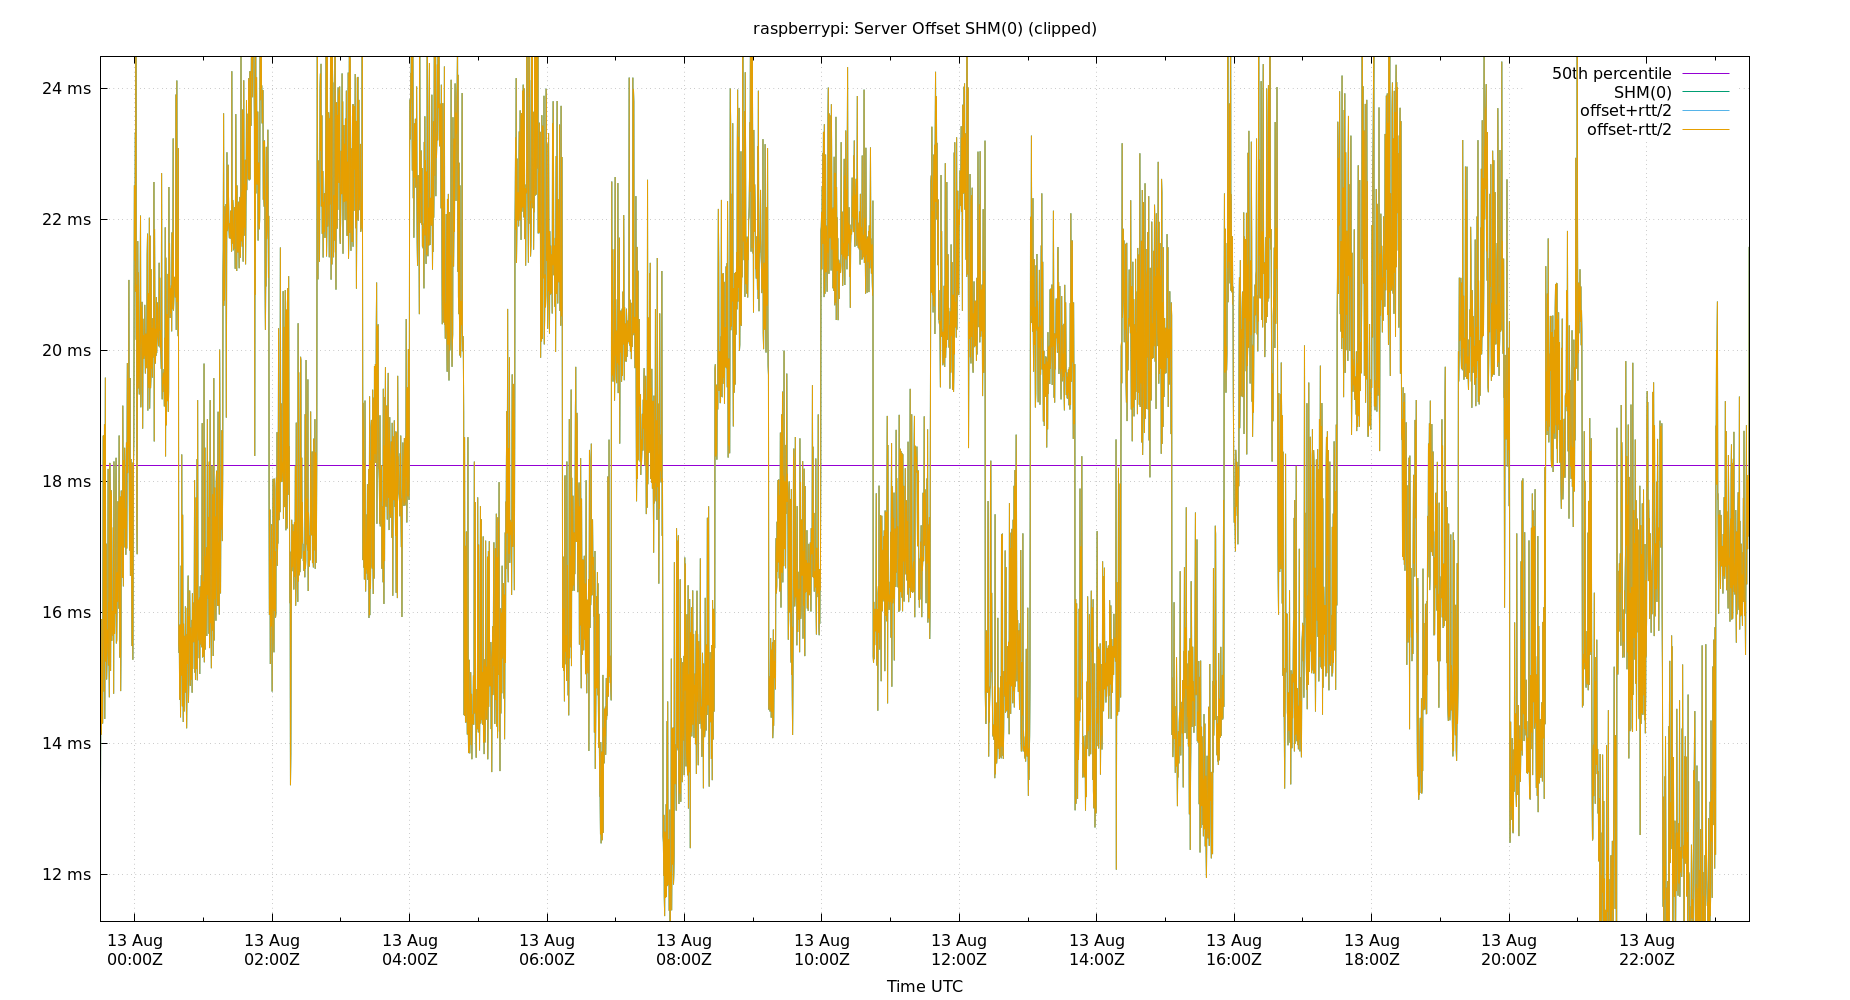 raspberrypi: Server Offset SHM(0) (clipped)
50th percentile
SHM(0)
offset+rtt/2
offset-rtt/2
24 ms
22 ms
20 ms
18 ms
16 ms
14 ms
12 ms
13 Aug 13 Aug 13 Aug 13 Aug 13 Aug 13 Aug 13 Aug 13 Aug 13 Aug 13 Aug 13 Aug 13 Aug
00:00Z 02:00Z 04:00Z 06:00Z 08:00Z 10:00Z 12:00Z 14:00Z 16:00Z 18:00Z 20:00Z 22:00Z
Time UTC